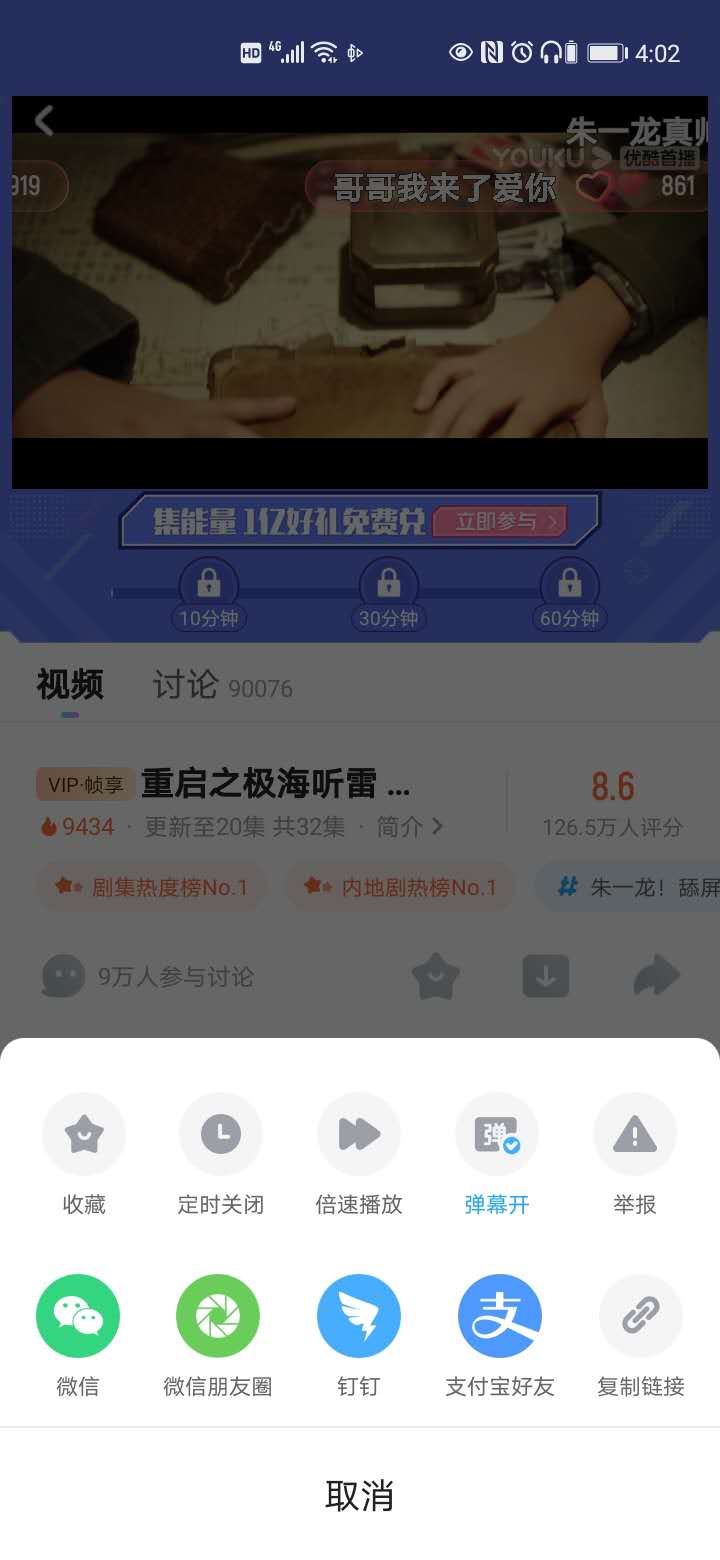 HD 4G 4:02
朱一龙真帅
YOUKU 优酷首播
919 哥哥我来了爱你 861
集能量 1亿好礼免费兑 立即参与
10分钟 30分钟 60分钟
视频 讨论 90076
VIP·帧享 重启之极海听雷 ...
8.6
9434 · 更新至20集 共32集 · 简介
126.5万人评分
剧集热度榜No.1 内地剧热榜No.1 # 朱一龙！舔屏
9万人参与讨论
收藏 定时关闭 倍速播放 弹幕开 举报
微信 微信朋友圈 钉钉 支付宝好友 复制链接
取消